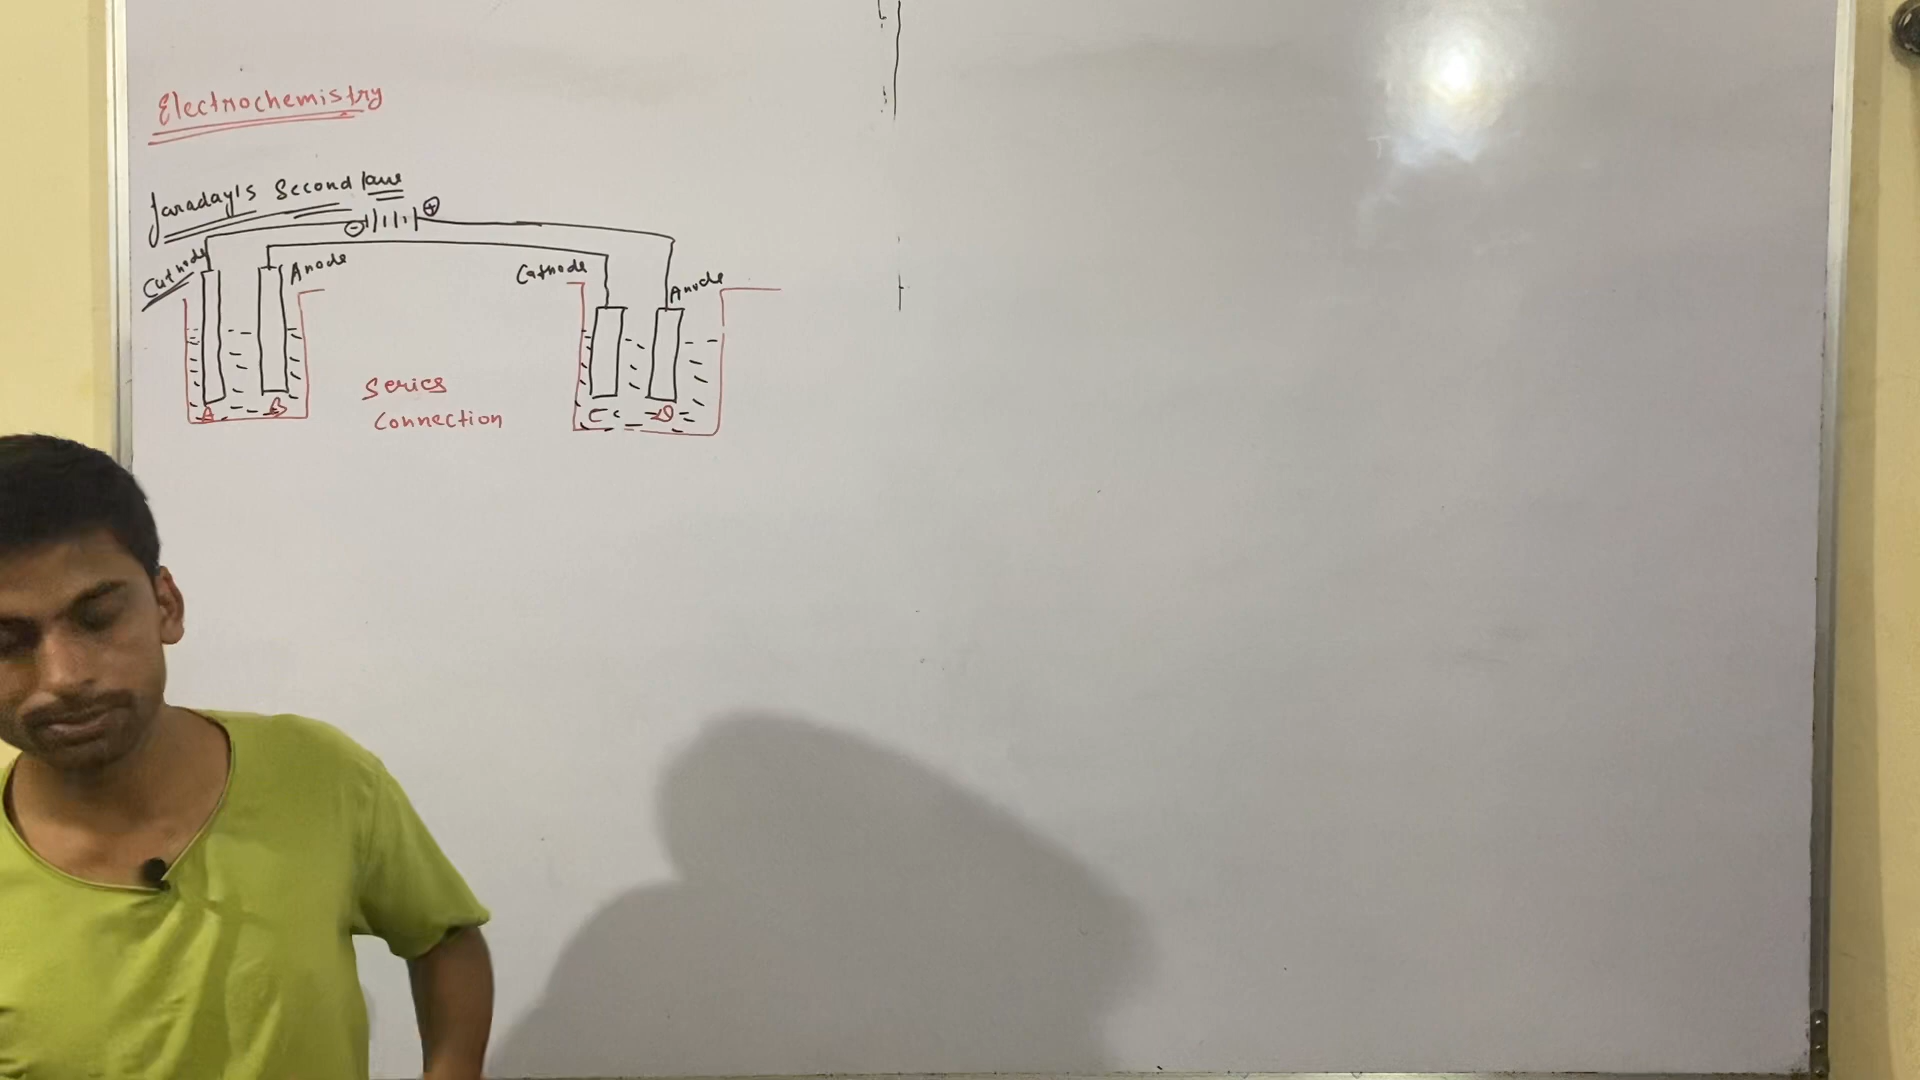 Electrochemistry
Faraday's Second law
⊖ ⊕
Cathode
Anode
Cathode
Anode
A B
C D
Series
Connection